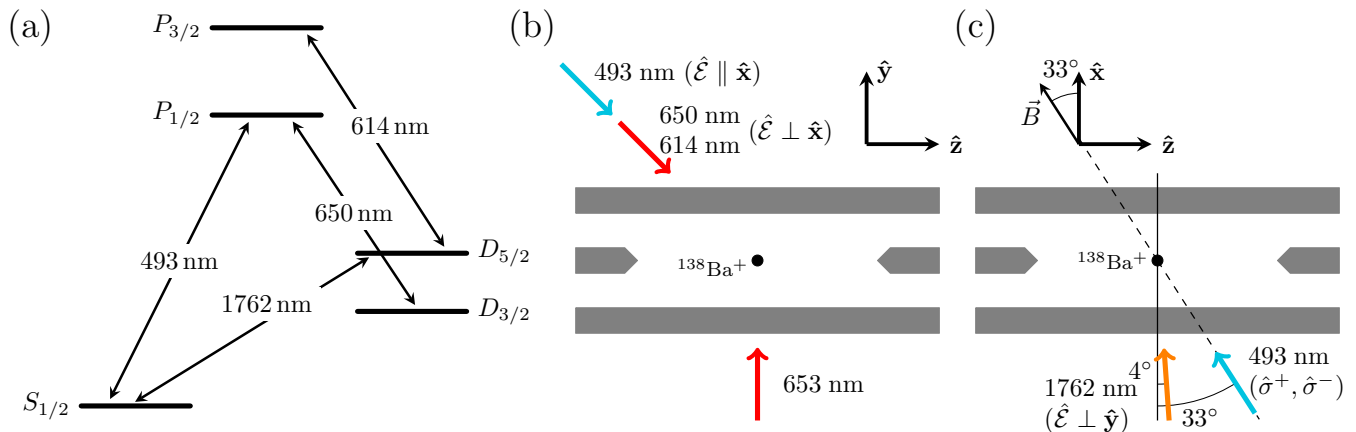 (a)
P₃/₂
P₁/₂
614 nm
650 nm
493 nm
D₅/₂
1762 nm
D₃/₂
S₁/₂
(b)
493 nm (ℰ̂ ∥ x̂)
650 nm
614 nm
(ℰ̂ ⊥ x̂)
ŷ
ẑ
¹³⁸Ba⁺
653 nm
(c)
33°
x̂
B⃗
ẑ
¹³⁸Ba⁺
4°
1762 nm
(ℰ̂ ⊥ ŷ)
33°
493 nm
(σ̂⁺, σ̂⁻)